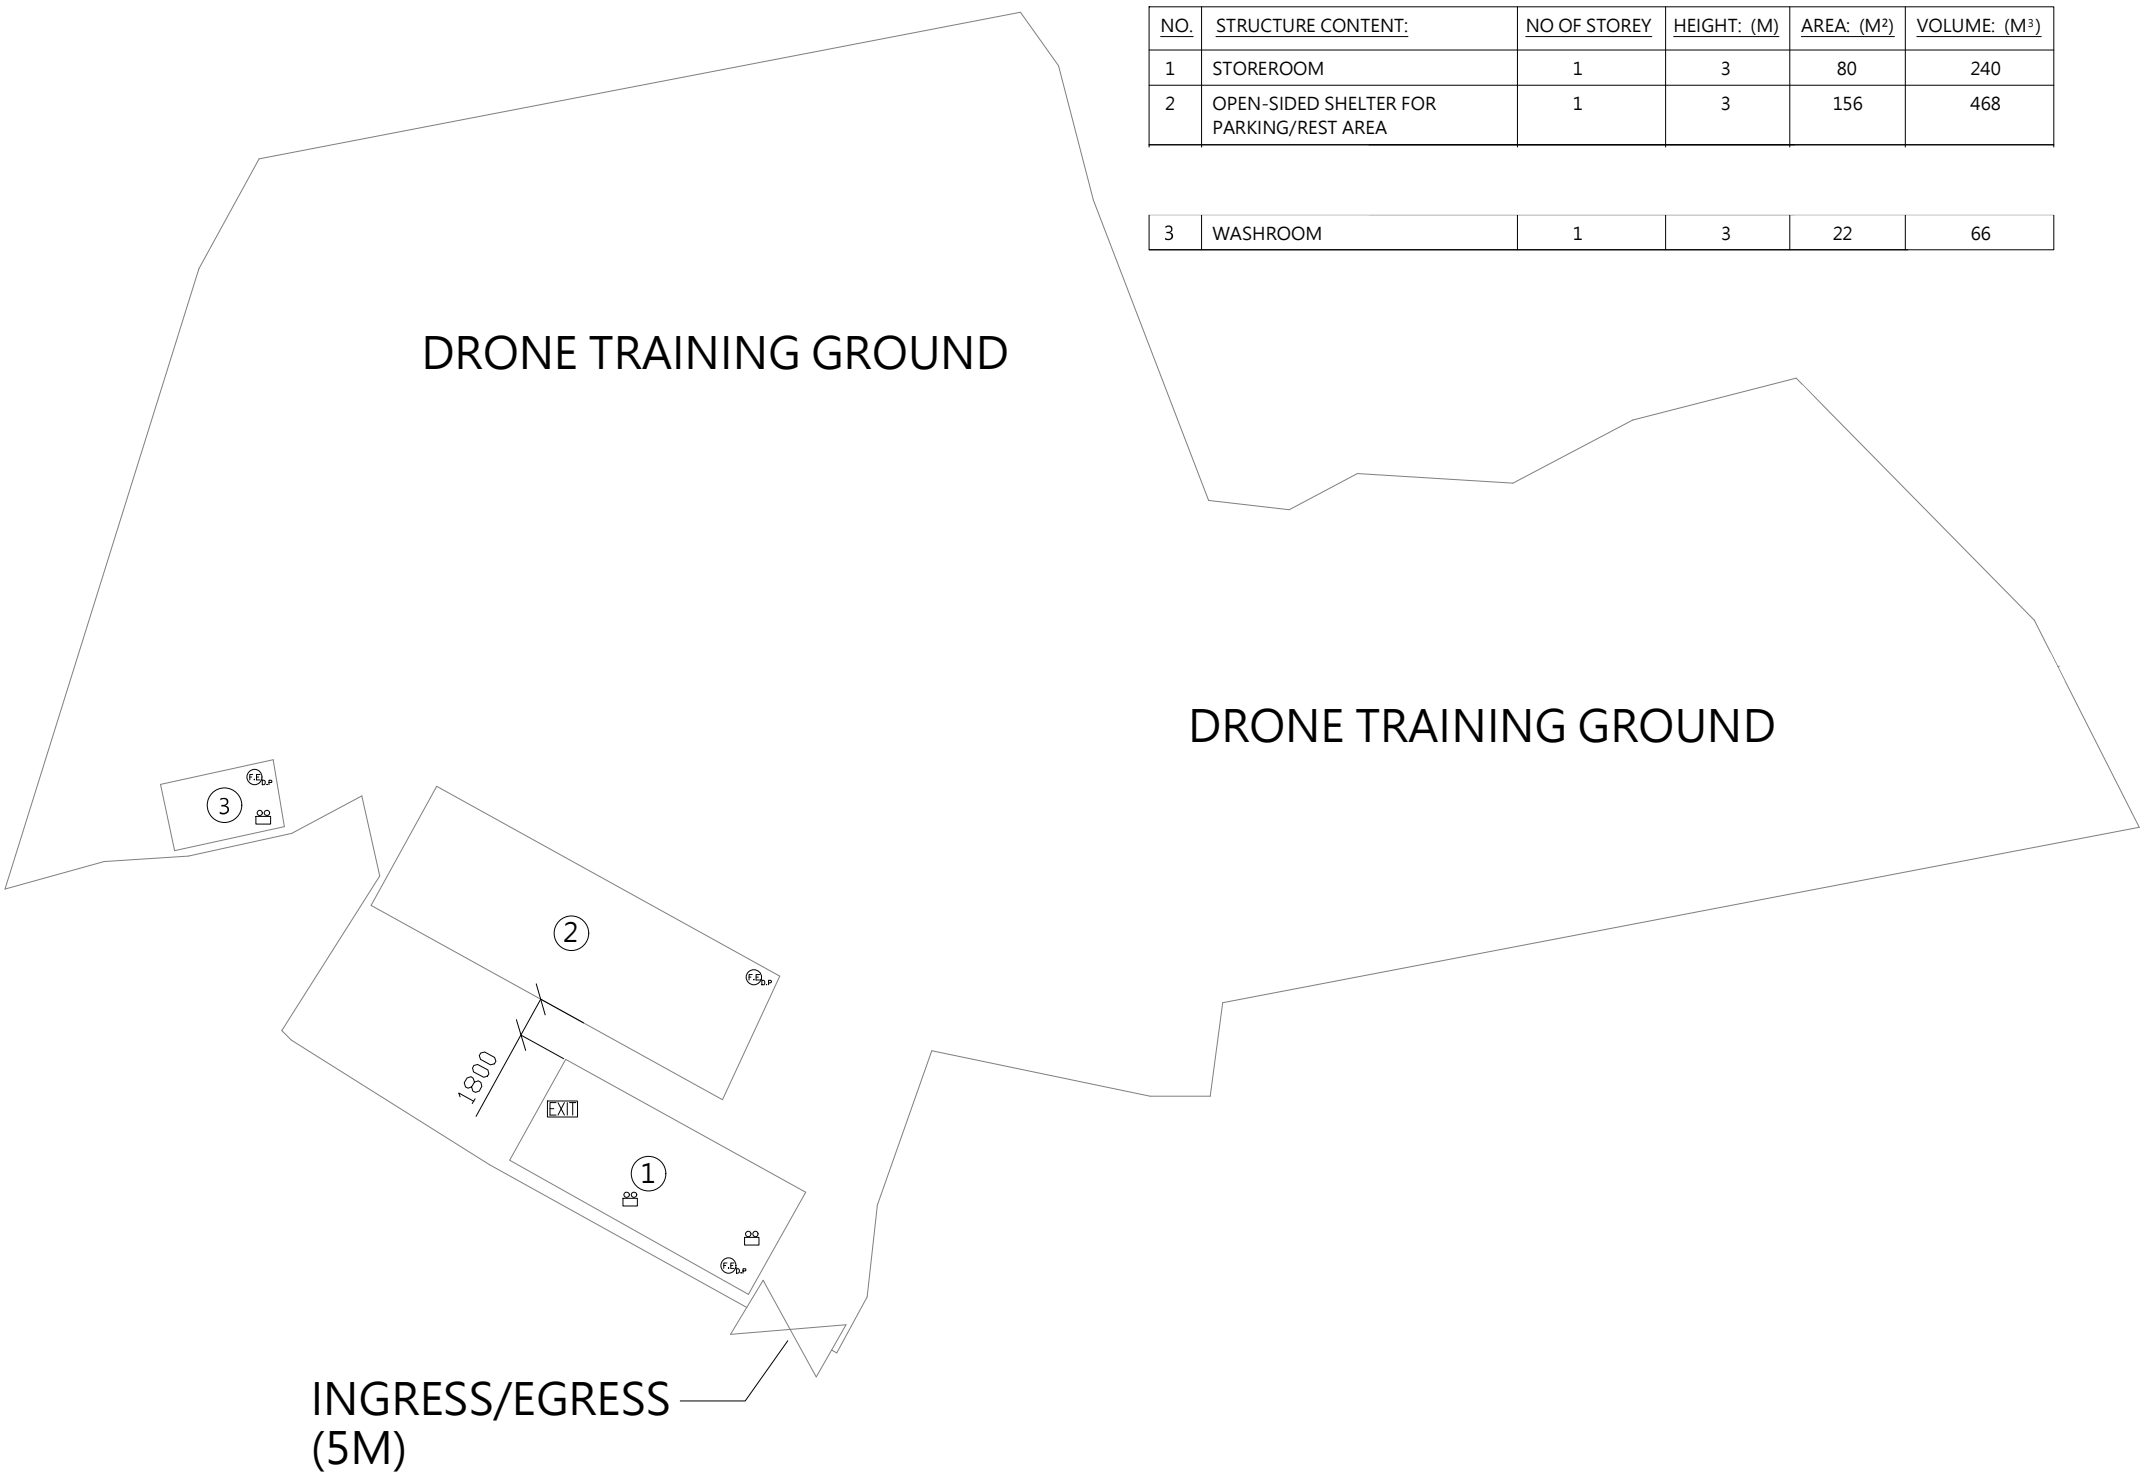 NO. STRUCTURE CONTENT: NO OF STOREY HEIGHT: (M) AREA: (M²) VOLUME: (M³)
1 STOREROOM 1 3 80 240
2 OPEN-SIDED SHELTER FOR 1 3 156 468
PARKING/REST AREA
3 WASHROOM 1 3 22 66
DRONE TRAINING GROUND
DRONE TRAINING GROUND
F.E D.P
3
2
F.E D.P
1800
EXIT
1
F.E D.P
INGRESS/EGRESS
(5M)